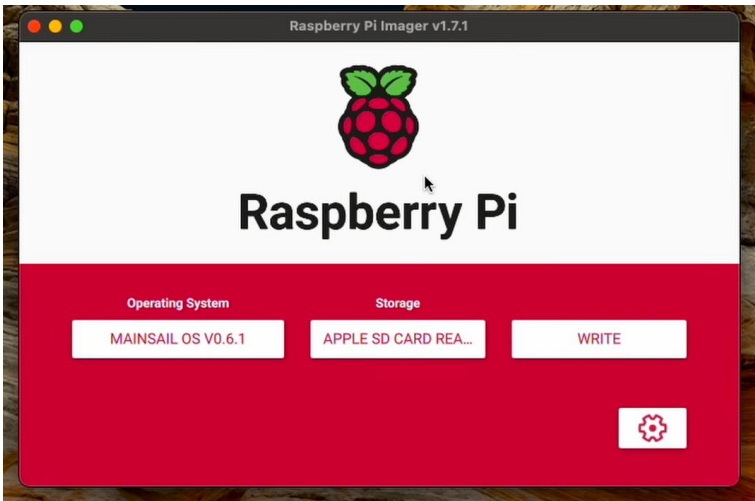 Raspberry Pi Imager v1.7.1
Raspberry Pi
Operating System
Storage
MAINSAIL OS V0.6.1
APPLE SD CARD REA...
WRITE